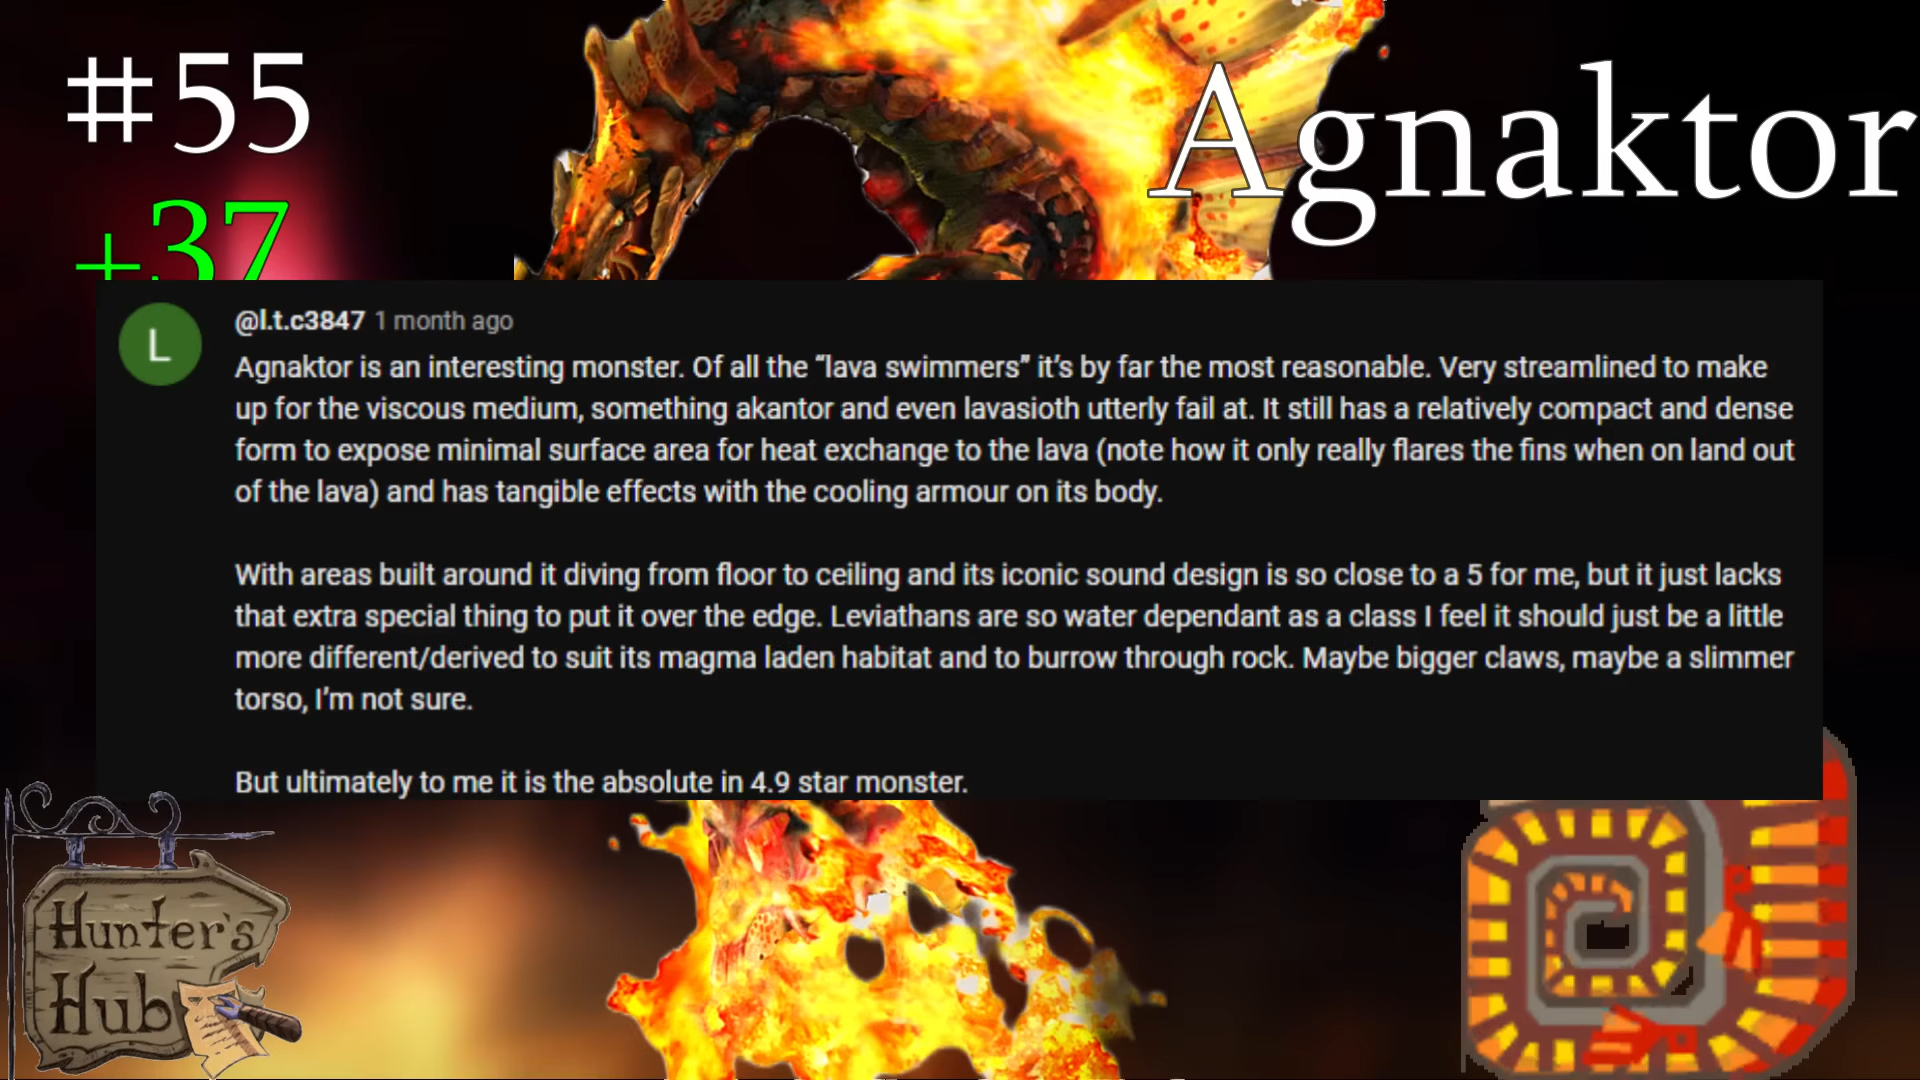 #55
Agnaktor
+37
L
@l.t.c3847 1 month ago
Agnaktor is an interesting monster. Of all the “lava swimmers” it’s by far the most reasonable. Very streamlined to make
up for the viscous medium, something akantor and even lavasioth utterly fail at. It still has a relatively compact and dense
form to expose minimal surface area for heat exchange to the lava (note how it only really flares the fins when on land out
of the lava) and has tangible effects with the cooling armour on its body.
With areas built around it diving from floor to ceiling and its iconic sound design is so close to a 5 for me, but it just lacks
that extra special thing to put it over the edge. Leviathans are so water dependant as a class I feel it should just be a little
more different/derived to suit its magma laden habitat and to burrow through rock. Maybe bigger claws, maybe a slimmer
torso, I’m not sure.
But ultimately to me it is the absolute in 4.9 star monster.
Hunter's
Hub